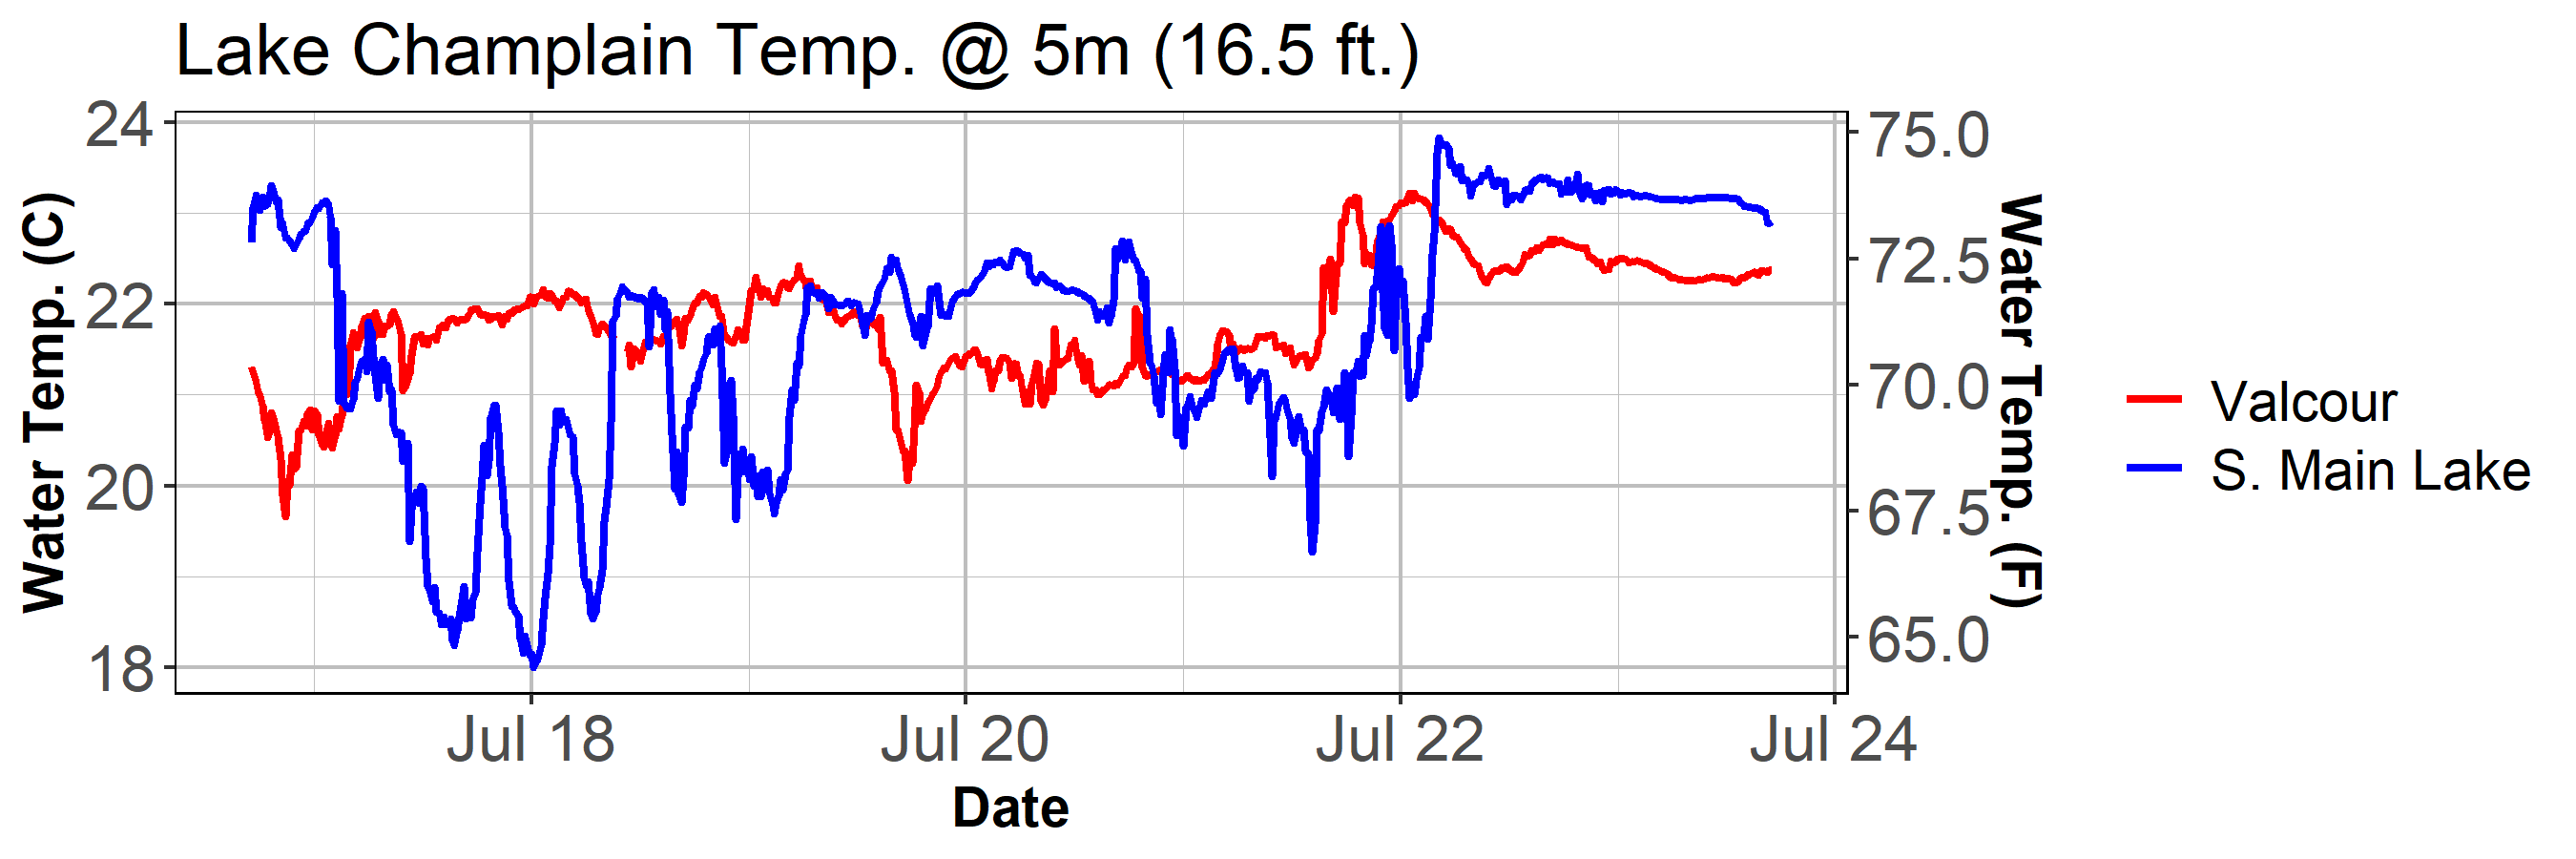 Lake Champlain Temp. @ 5m (16.5 ft.)
Water Temp. (C)
24
22
20
18
75.0
72.5
70.0
67.5
65.0
Water Temp. (F)
Jul 18
Jul 20
Jul 22
Jul 24
Date
Valcour
S. Main Lake